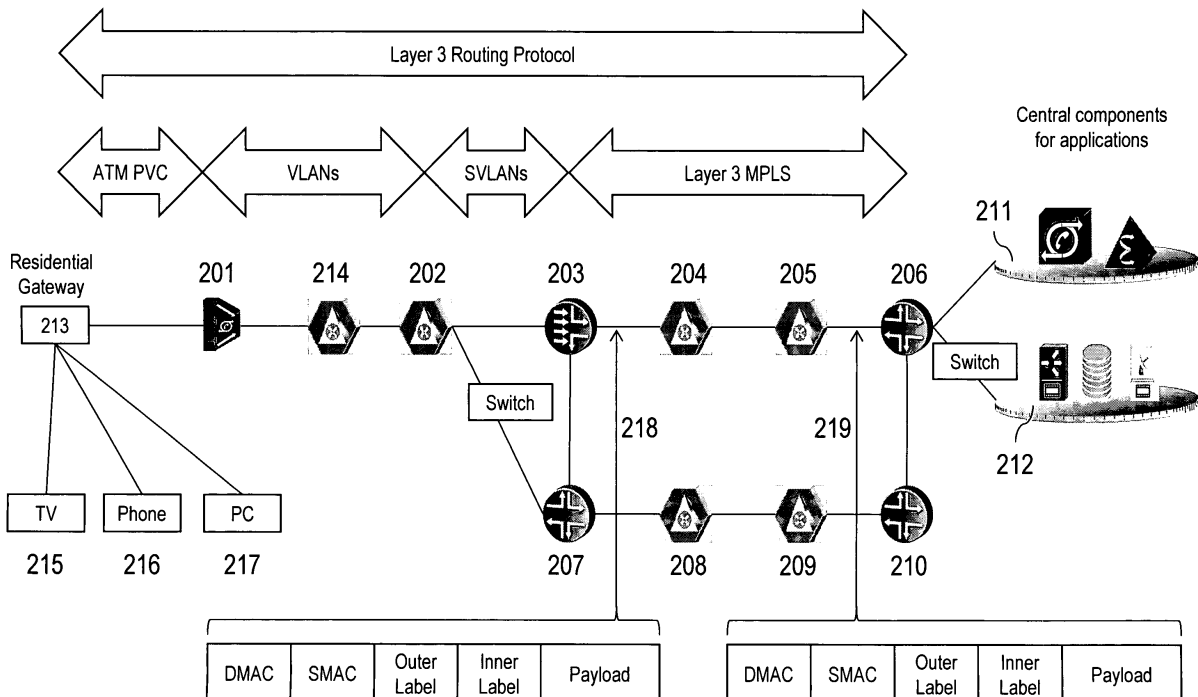 Layer 3 Routing Protocol
Central components
for applications
ATM PVC
VLANs
SVLANs
Layer 3 MPLS
211
Residential
Gateway
201
214
202
203
204
205
206
213
Switch
Switch
218
219
212
TV
Phone
PC
215
216
217
207
208
209
210
DMAC
SMAC
Outer
Label
Inner
Label
Payload
DMAC
SMAC
Outer
Label
Inner
Label
Payload